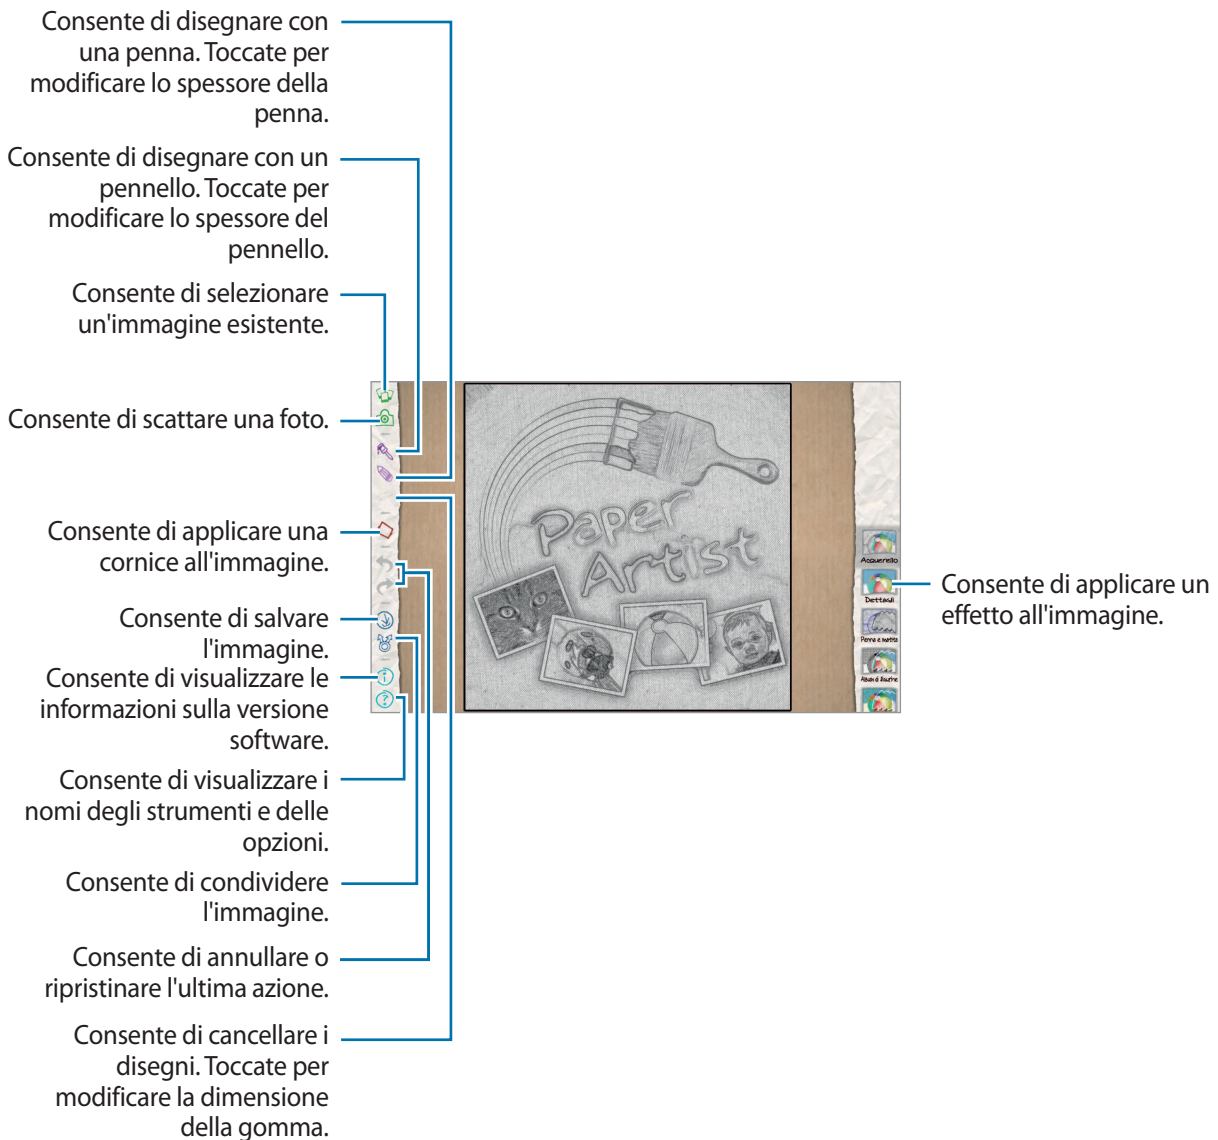 Consente di disegnare con
una penna. Toccate per
modificare lo spessore della
penna.
Consente di disegnare con un
pennello. Toccate per
modificare lo spessore del
pennello.
Consente di selezionare
un'immagine esistente.
Consente di scattare una foto.
Consente di applicare una
cornice all'immagine.
Consente di salvare
l'immagine.
Consente di visualizzare le
informazioni sulla versione
software.
Consente di visualizzare i
nomi degli strumenti e delle
opzioni.
Consente di condividere
l'immagine.
Consente di annullare o
ripristinare l'ultima azione.
Consente di cancellare i
disegni. Toccate per
modificare la dimensione
della gomma.
Paper
Artist
Acquerello
Dettagli
Penna e matita
Consente di applicare un
effetto all'immagine.